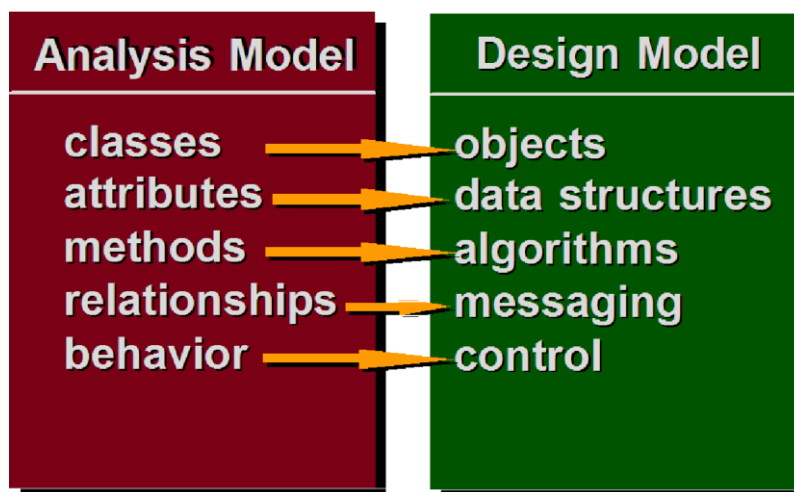 Analysis Model
classes
attributes
methods
relationships
behavior
Design Model
objects
data structures
algorithms
messaging
control